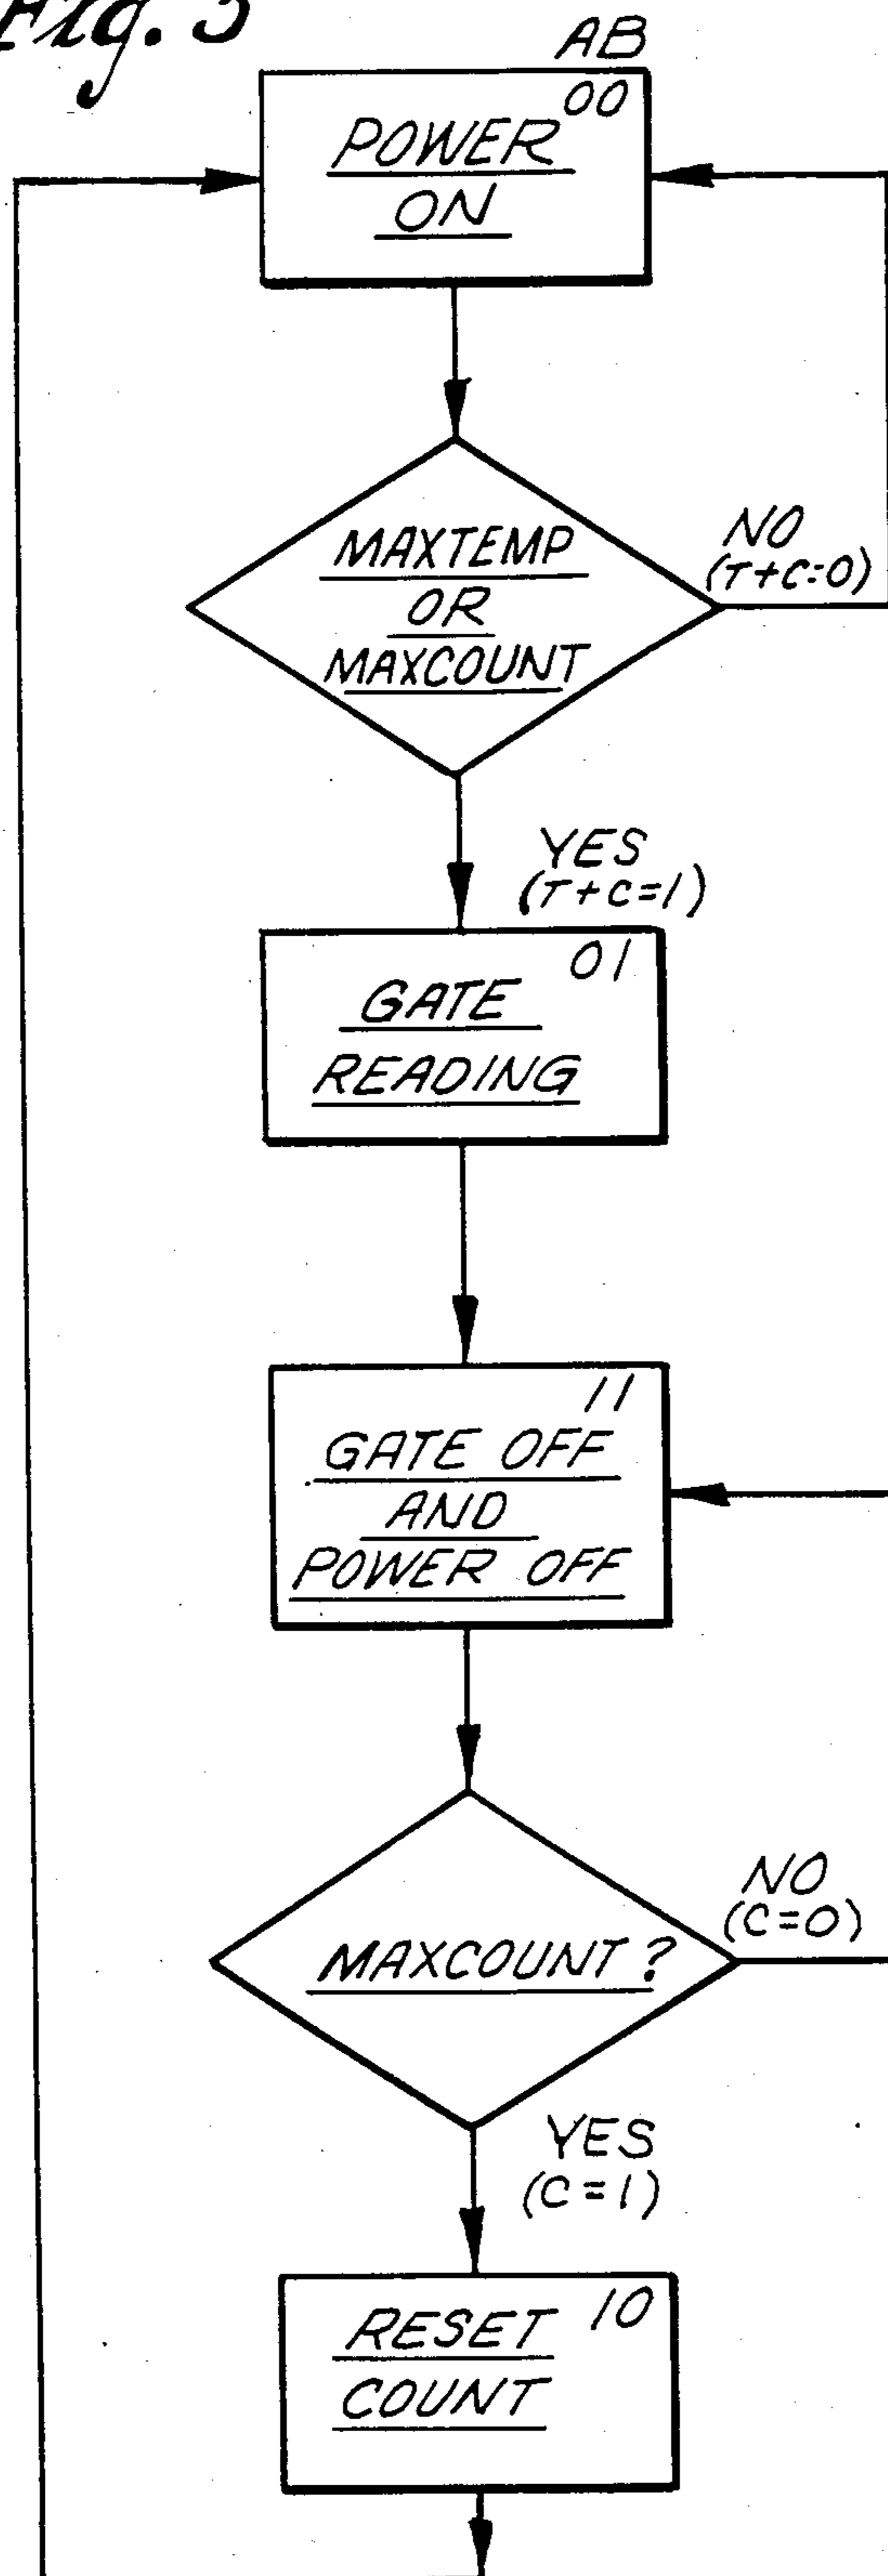 Fig. 3
AB
00
POWER
ON
MAXTEMP
OR
MAXCOUNT
NO
(T+C=0)
YES
(T+C=1)
01
GATE
READING
11
GATE OFF
AND
POWER OFF
MAXCOUNT?
NO
(C=0)
YES
(C=1)
10
RESET
COUNT